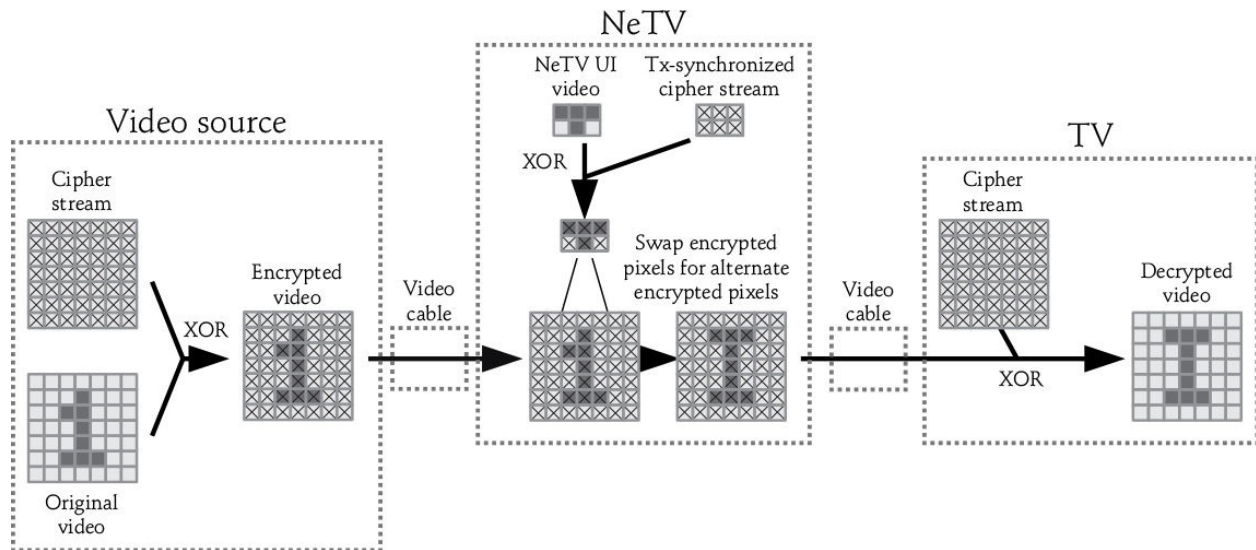 Video source
Cipher
stream
XOR
Encrypted
video
Original
video
Video
cable
NeTV
NeTV UI
video
Tx-synchronized
cipher stream
XOR
Swap encrypted
pixels for alternate
encrypted pixels
Video
cable
TV
Cipher
stream
XOR
Decrypted
video